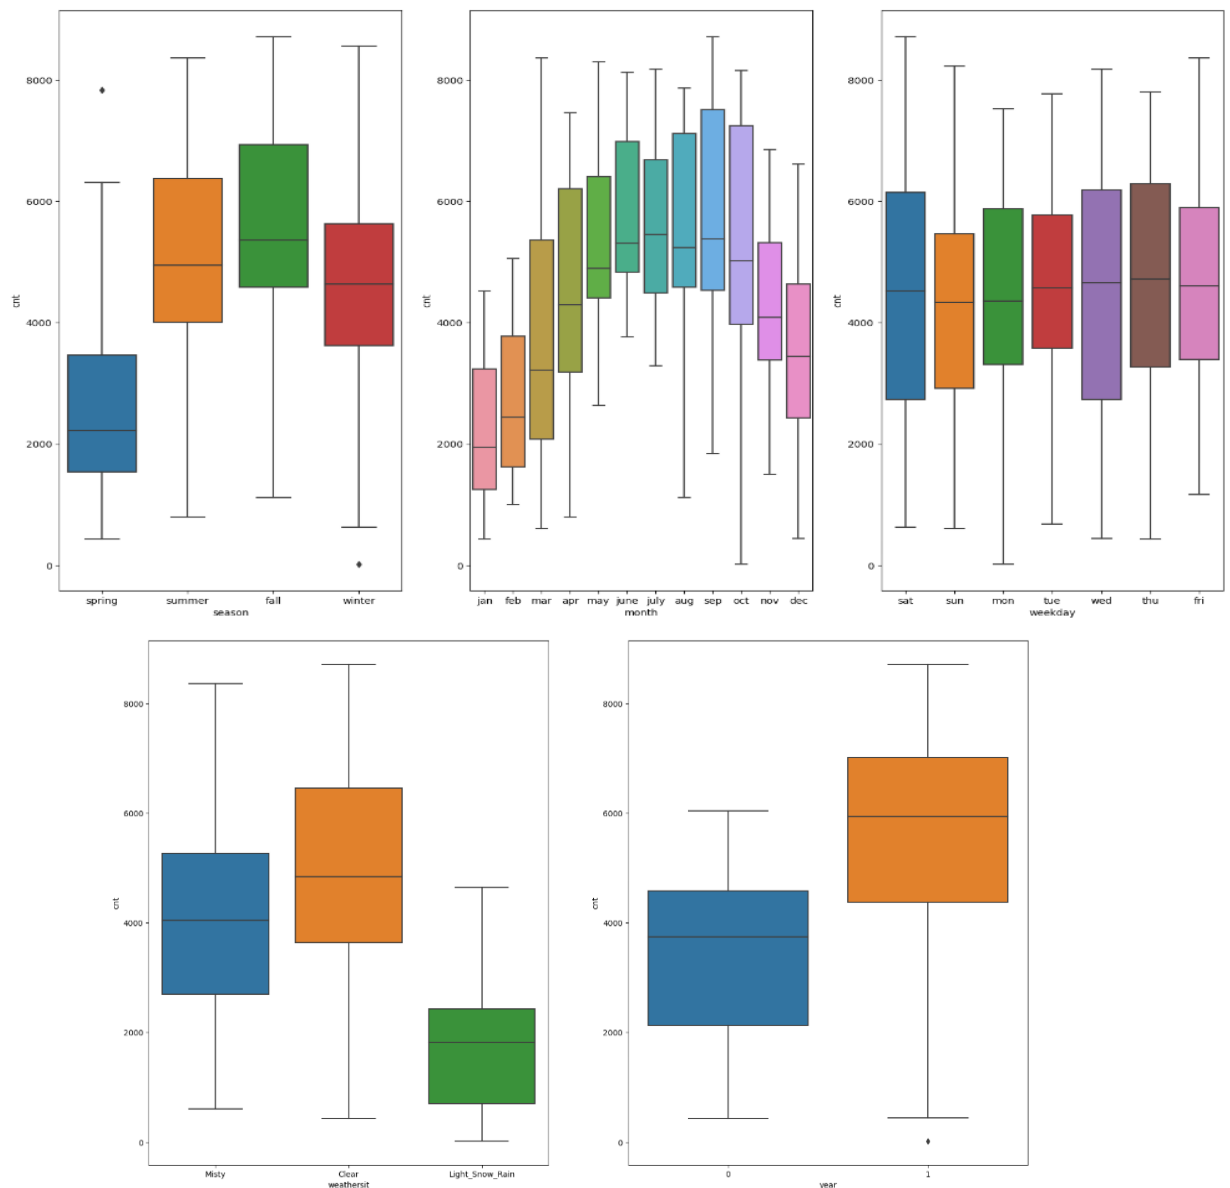 cnt
8000
6000
4000
2000
0
spring summer fall winter
season
cnt
8000
6000
4000
2000
0
jan feb mar apr may june july aug sep oct nov dec
month
cnt
8000
6000
4000
2000
0
sat sun mon tue wed thu fri
weekday
cnt
8000
6000
4000
2000
0
Misty Clear Light_Snow_Rain
weathersit
cnt
8000
6000
4000
2000
0
0 1
year